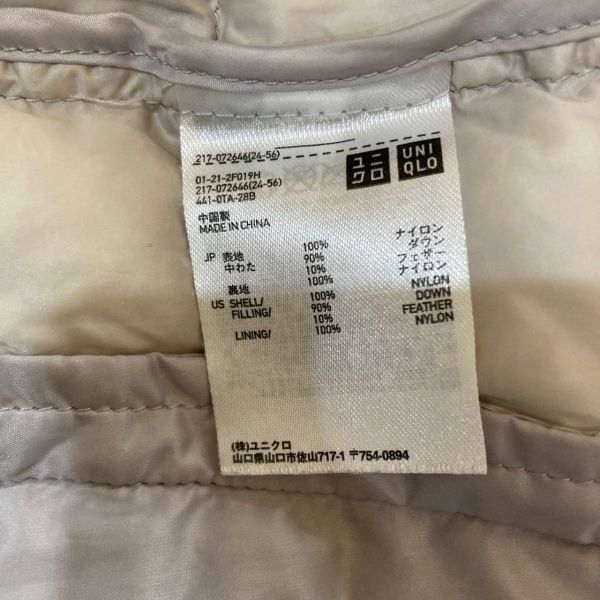 217-072646(24-56)
ユニ
クロ
UNI
QLO
01-21-2F019H
217-072646(24-56)
441-0TA-28B
中国製
MADE IN CHINA
JP 表地 100% ナイロン
中わた 90% ダウン
10% フェザー
裏地 100% ナイロン
US SHELL/ 100% NYLON
FILLING/ 90% DOWN
10% FEATHER
LINING/ 100% NYLON
(株)ユニクロ
山口県山口市佐山717-1 〒754-0894